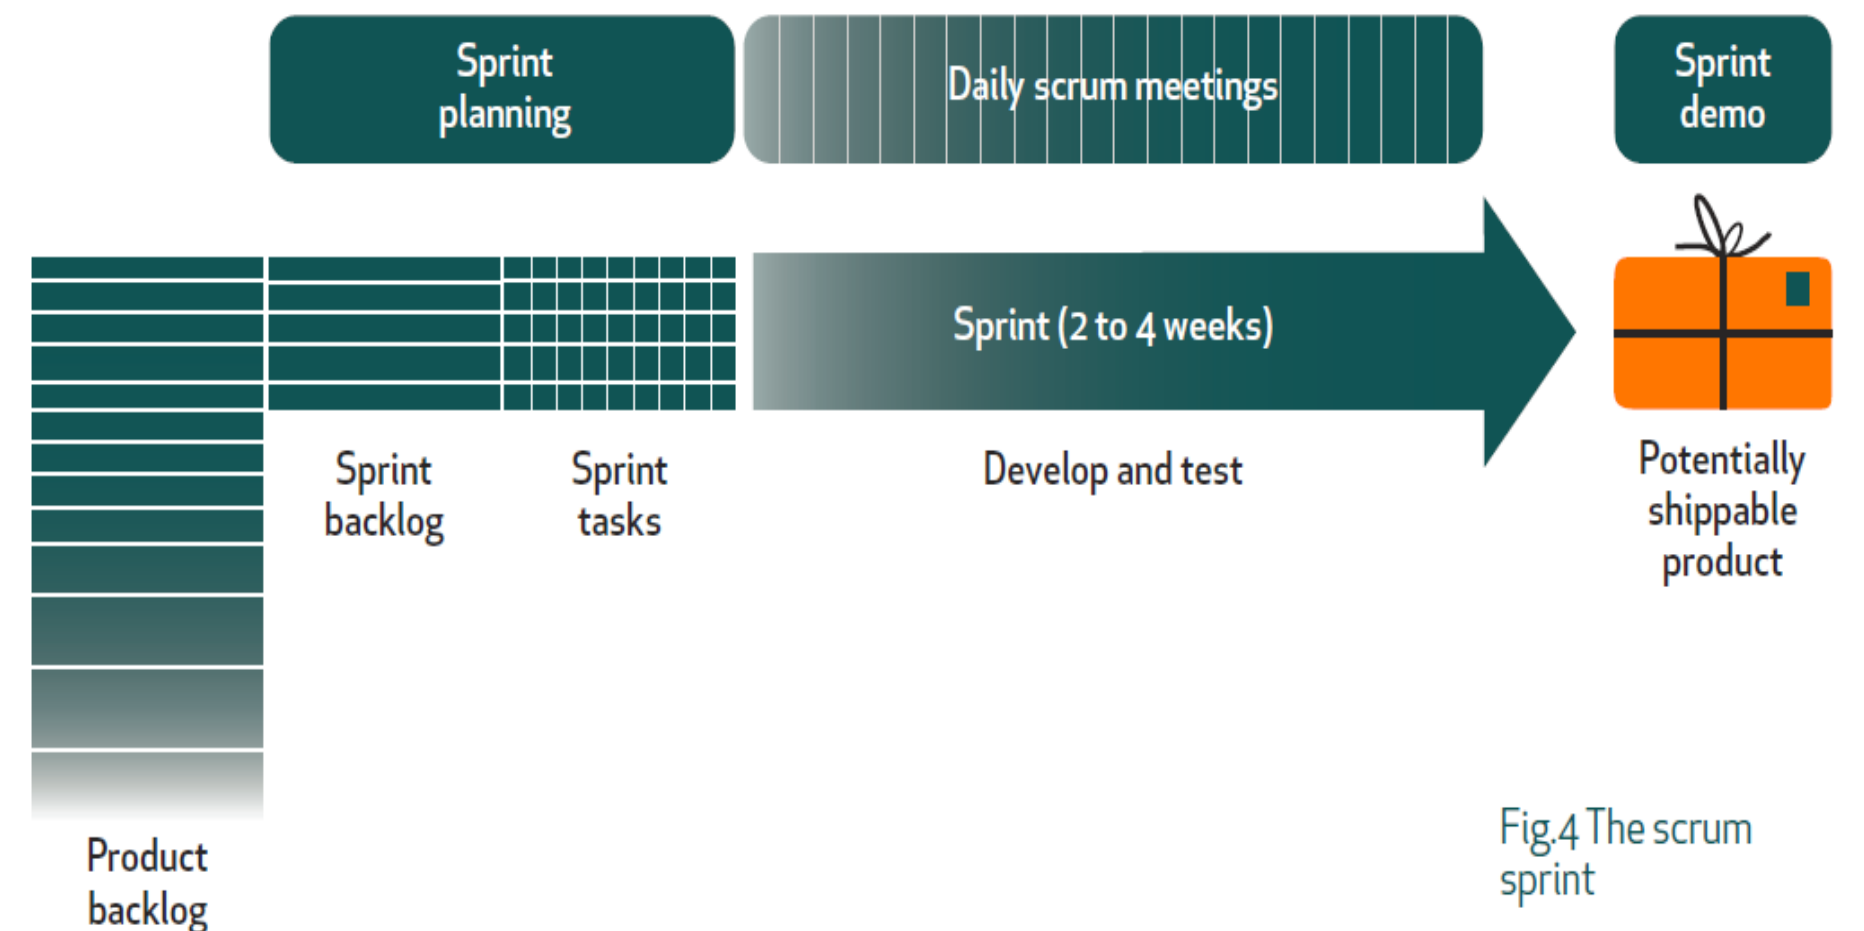 Sprint
planning
Daily scrum meetings
Sprint
demo
Sprint (2 to 4 weeks)
Sprint
backlog
Sprint
tasks
Develop and test
Potentially
shippable
product
Product
backlog
Fig.4 The scrum
sprint